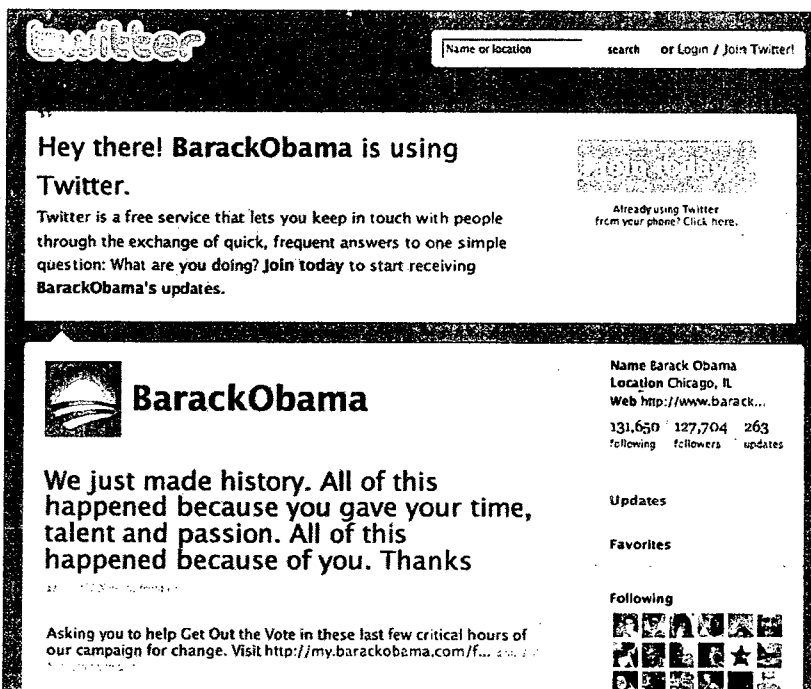 twitter
Name or location search or Login / Join Twitter!
Hey there! BarackObama is using
Twitter.
Twitter is a free service that lets you keep in touch with people
through the exchange of quick, frequent answers to one simple
question: What are you doing? Join today to start receiving
BarackObama's updates.
Join today!
Already using Twitter
from your phone? Click here.
BarackObama
We just made history. All of this
happened because you gave your time,
talent and passion. All of this
happened because of you. Thanks
Asking you to help Get Out the Vote in these last few critical hours of
our campaign for change. Visit http://my.barackobama.com/f...
Name Barack Obama
Location Chicago, IL
Web http://www.barack...
131,650 127,704 263
following followers updates
Updates
Favorites
Following